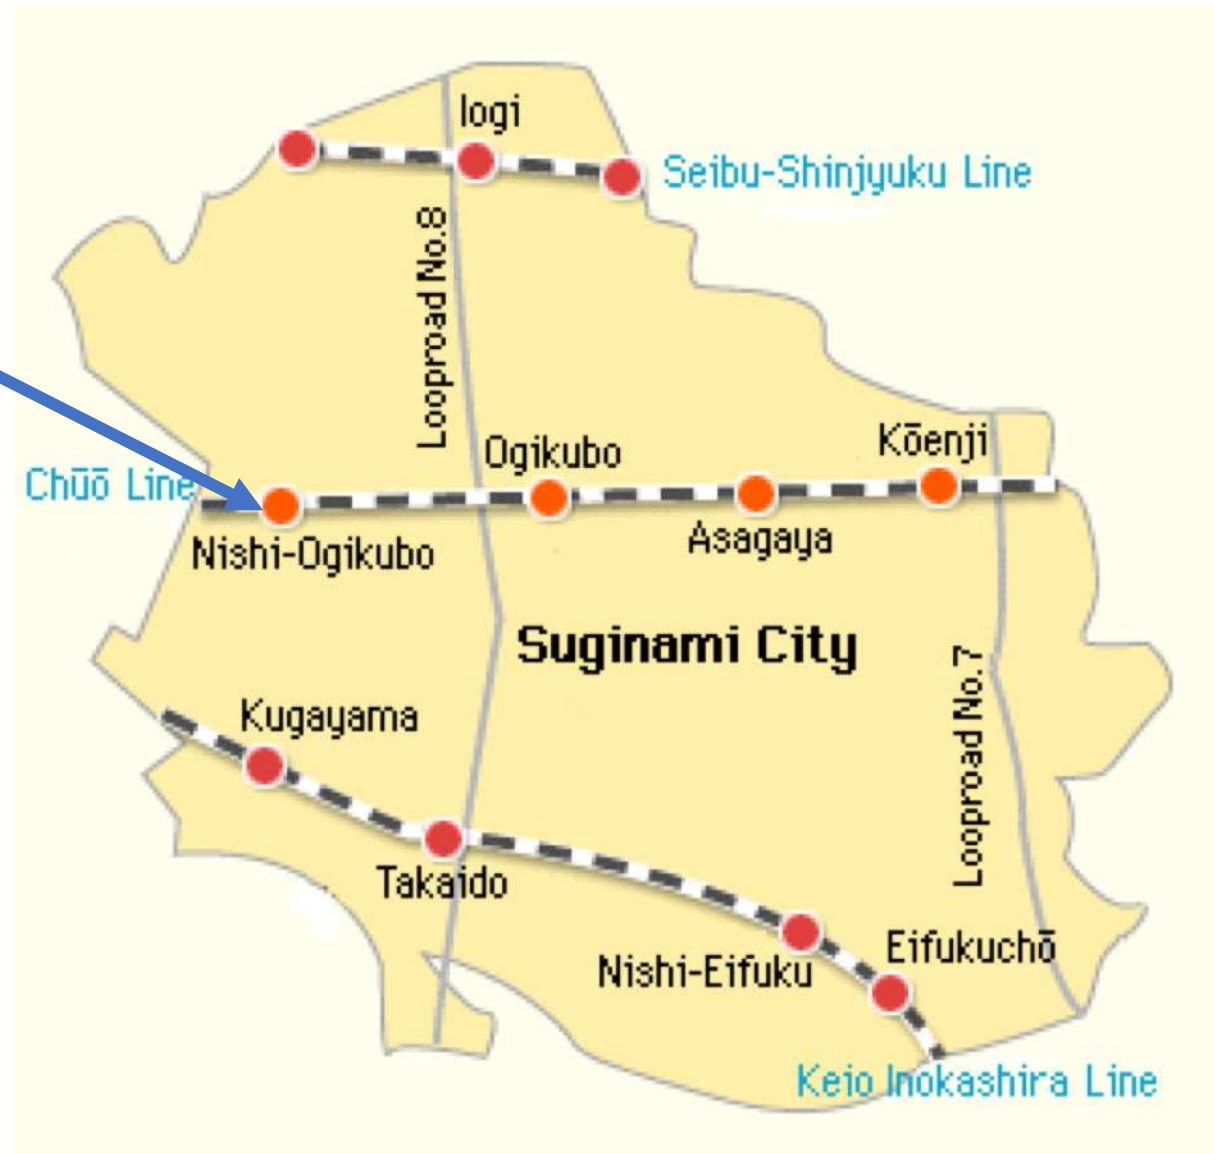 Iogi
Seibu-Shinjyuku Line
Looproad No.8
Ogikubo
Kōenji
Chūō Line
Asagaya
Nishi-Ogikubo
Suginami City
Looproad No.7
Kugayama
Takaido
Eifukuchō
Nishi-Eifuku
Keio Inokashira Line